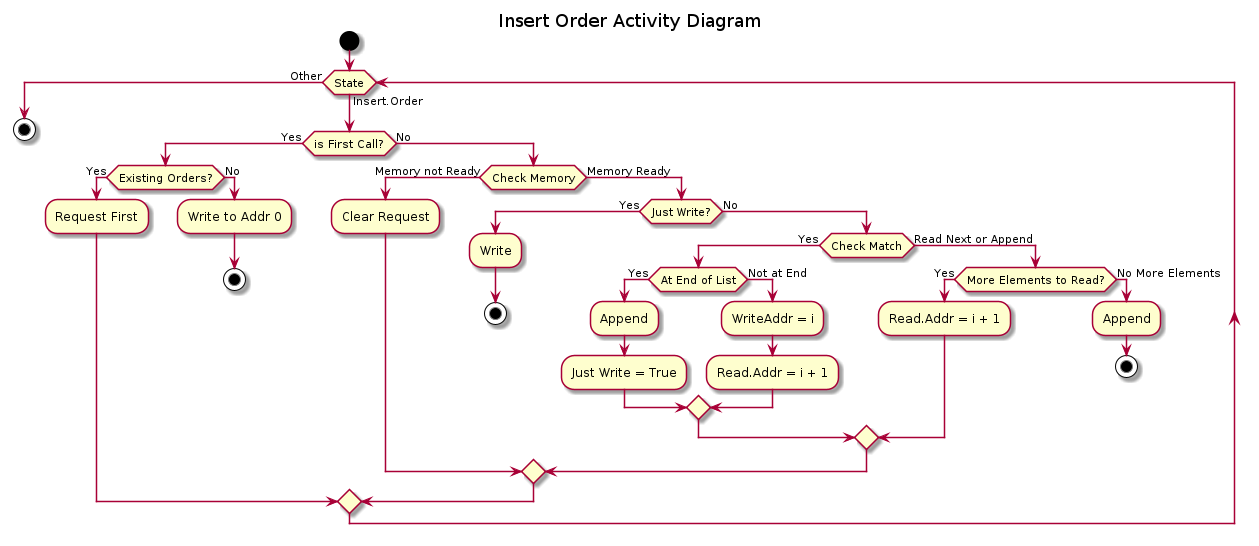 Insert Order Activity Diagram
Other
State
Insert.Order
Yes
is First Call?
No
Yes
Existing Orders?
No
Memory not Ready
Check Memory
Memory Ready
Request First
Write to Addr 0
Clear Request
Yes
Just Write?
No
Write
Yes
Check Match
Read Next or Append
Yes
At End of List
Not at End
Yes
More Elements to Read?
No More Elements
Append
WriteAddr = i
Read.Addr = i + 1
Append
Just Write = True
Read.Addr = i + 1